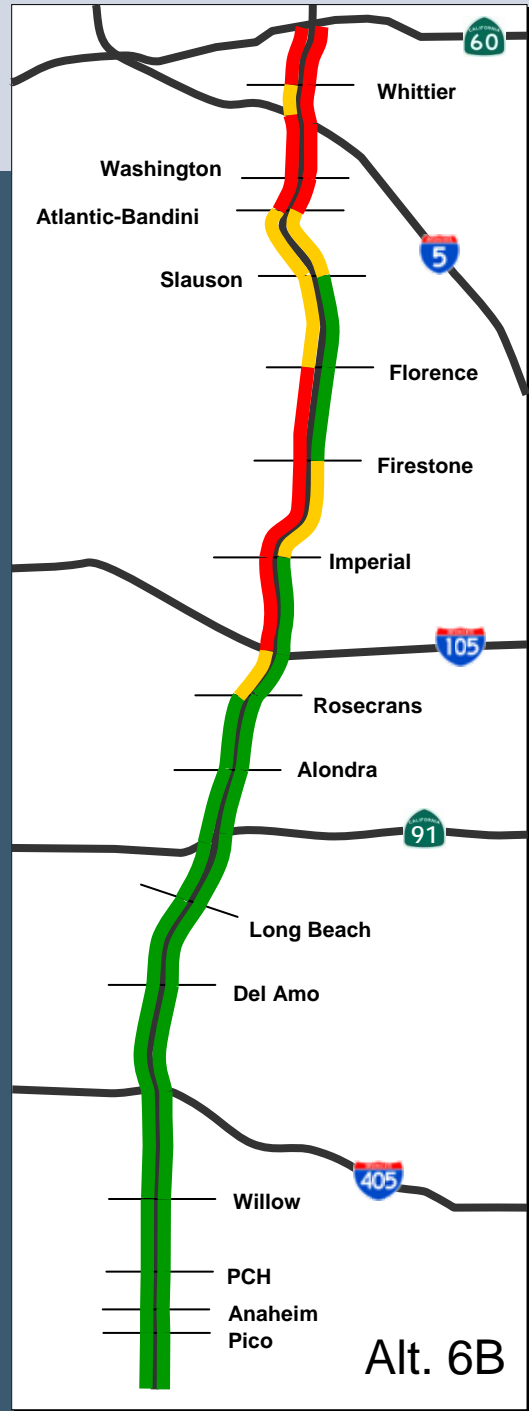 60
Whittier
Washington
Atlantic-Bandini
5
Slauson
Florence
Firestone
Imperial
105
Rosecrans
Alondra
91
Long Beach
Del Amo
405
Willow
PCH
Anaheim
Pico
Alt. 6B